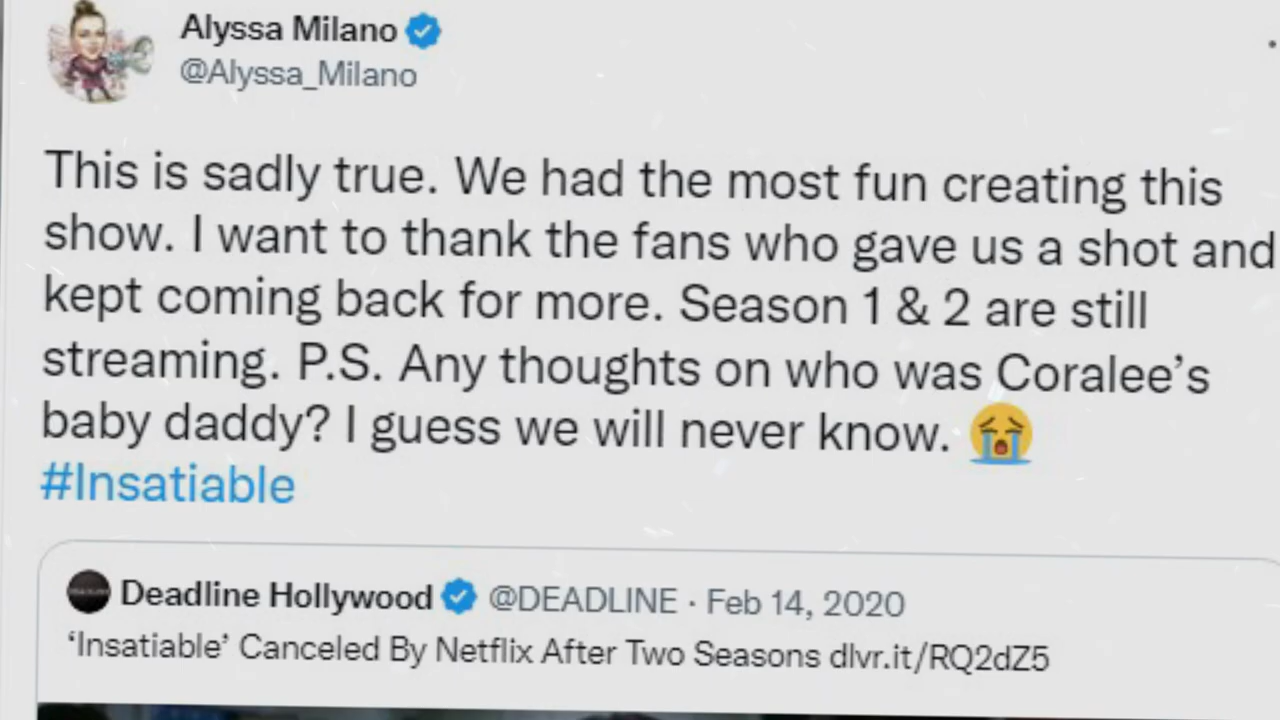 Alyssa Milano
@Alyssa_Milano
This is sadly true. We had the most fun creating this
show. I want to thank the fans who gave us a shot and
kept coming back for more. Season 1 & 2 are still
streaming. P.S. Any thoughts on who was Coralee’s
baby daddy? I guess we will never know. 😭
#Insatiable
Deadline Hollywood @DEADLINE · Feb 14, 2020
‘Insatiable’ Canceled By Netflix After Two Seasons dlvr.it/RQ2dZ5